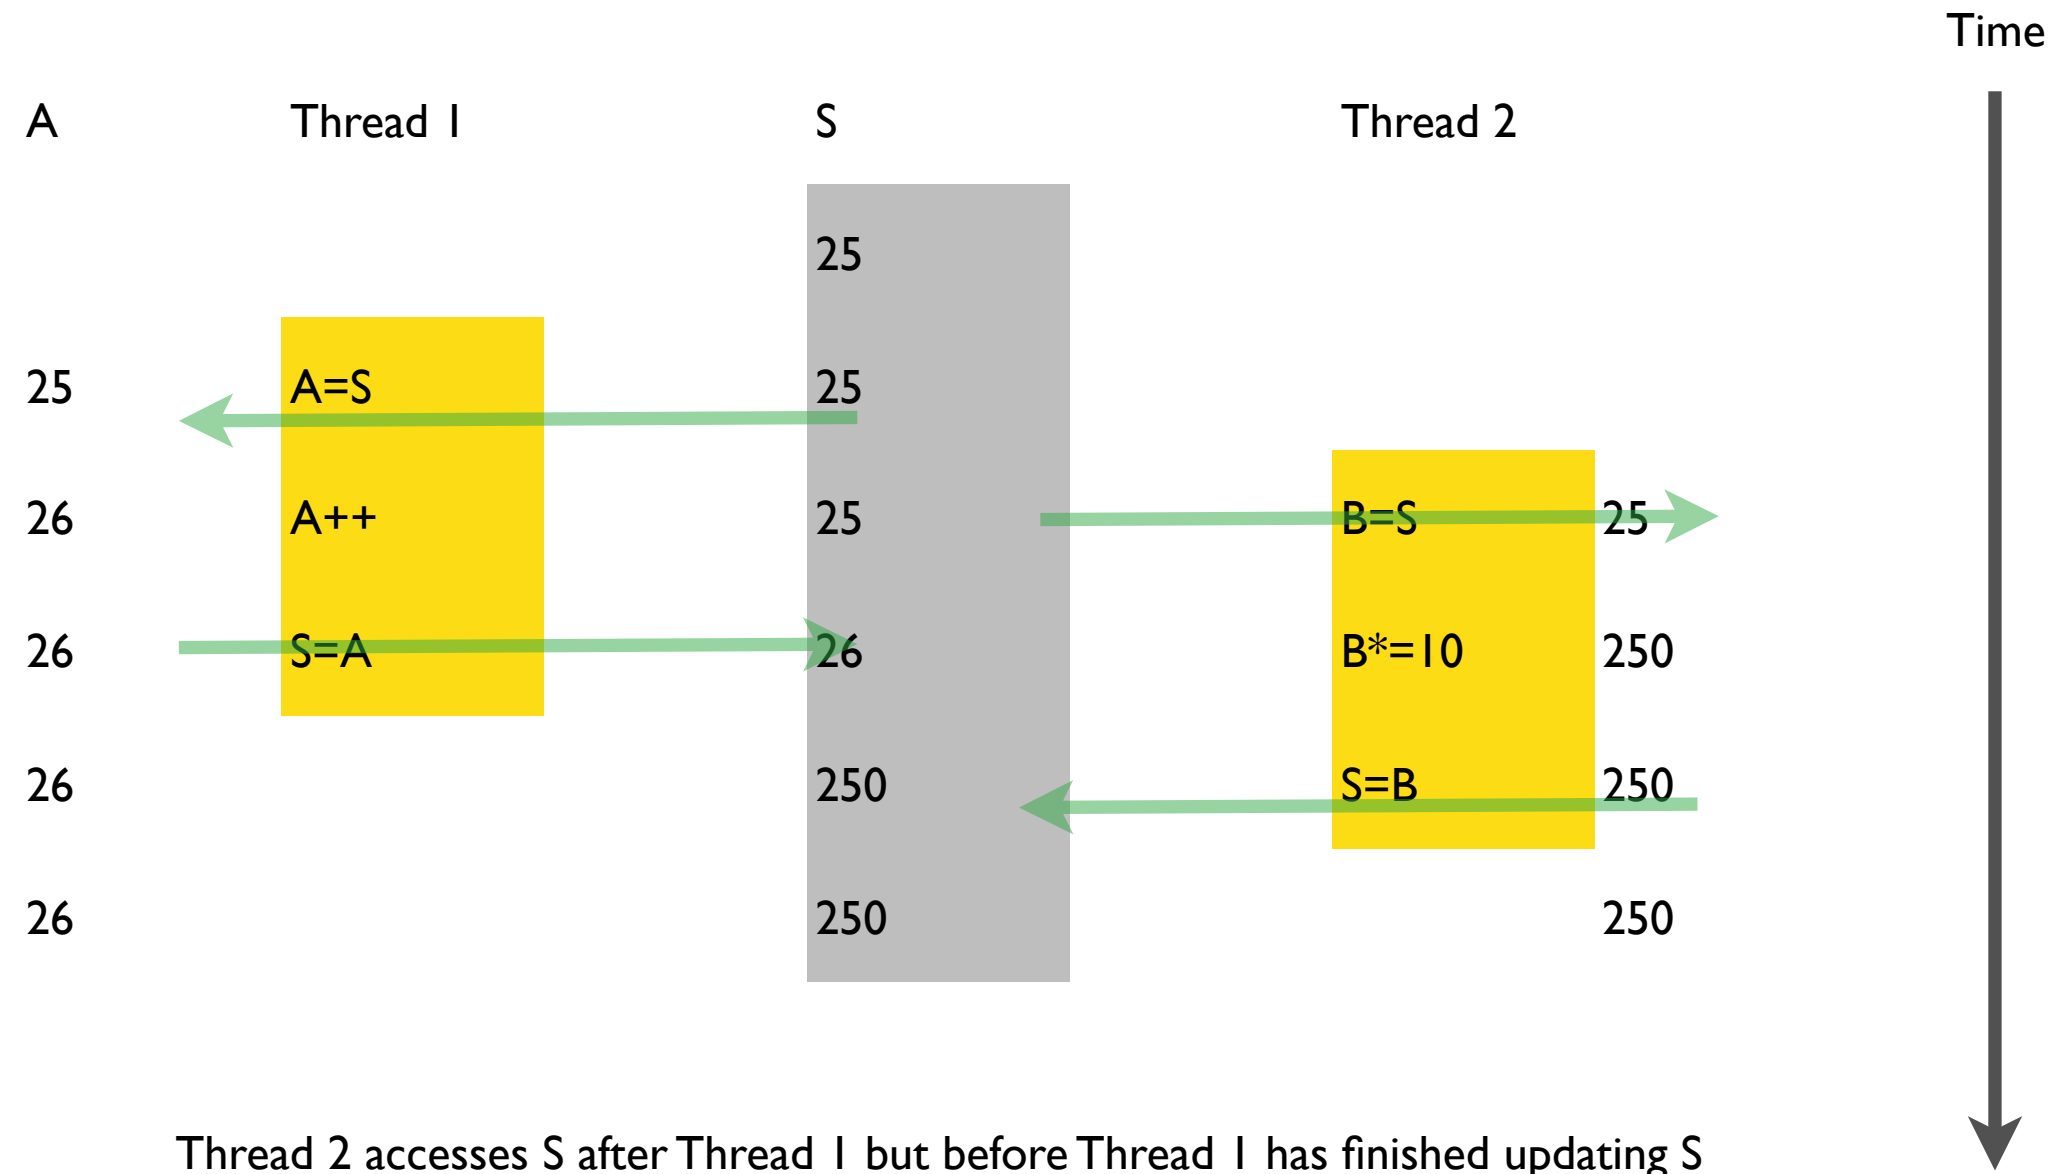 Time
A Thread 1 S Thread 2
25
25 A=S 25
26 A++ 25 B=S 25
26 S=A 26 B*=10 250
26 250 S=B 250
26 250 250
Thread 2 accesses S after Thread 1 but before Thread 1 has finished updating S